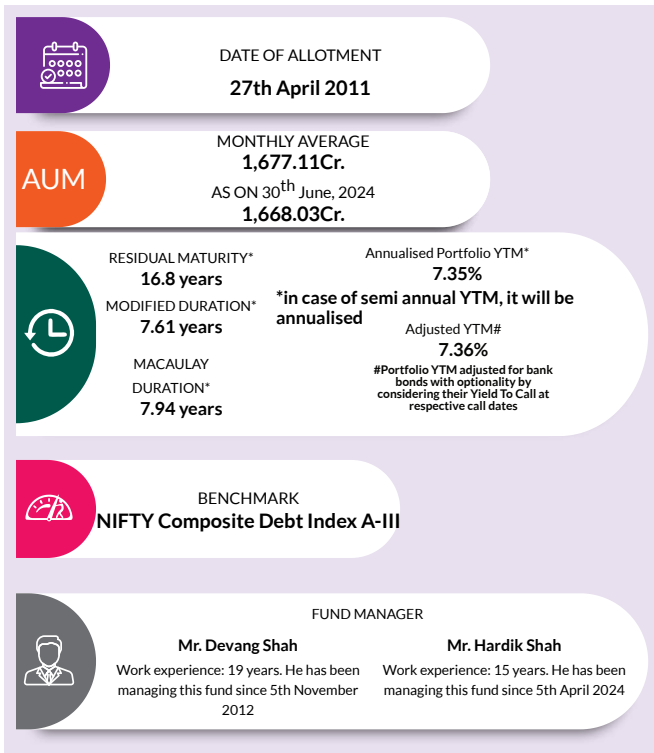 DATE OF ALLOTMENT
27th April 2011
AUM
MONTHLY AVERAGE
1,677.11Cr.
AS ON 30th June, 2024
1,668.03Cr.
RESIDUAL MATURITY*
16.8 years
MODIFIED DURATION*
7.61 years
MACAULAY
DURATION*
7.94 years
Annualised Portfolio YTM*
7.35%
*in case of semi annual YTM, it will be
annualised
Adjusted YTM#
7.36%
#Portfolio YTM adjusted for bank
bonds with optionality by
considering their Yield To Call at
respective call dates
BENCHMARK
NIFTY Composite Debt Index A-III
FUND MANAGER
Mr. Devang Shah
Work experience: 19 years. He has been
managing this fund since 5th November
2012
Mr. Hardik Shah
Work experience: 15 years. He has been
managing this fund since 5th April 2024